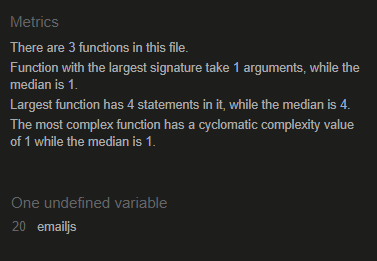 Metrics
There are 3 functions in this file.
Function with the largest signature take 1 arguments, while the
median is 1.
Largest function has 4 statements in it, while the median is 4.
The most complex function has a cyclomatic complexity value
of 1 while the median is 1.
One undefined variable
20 emailjs